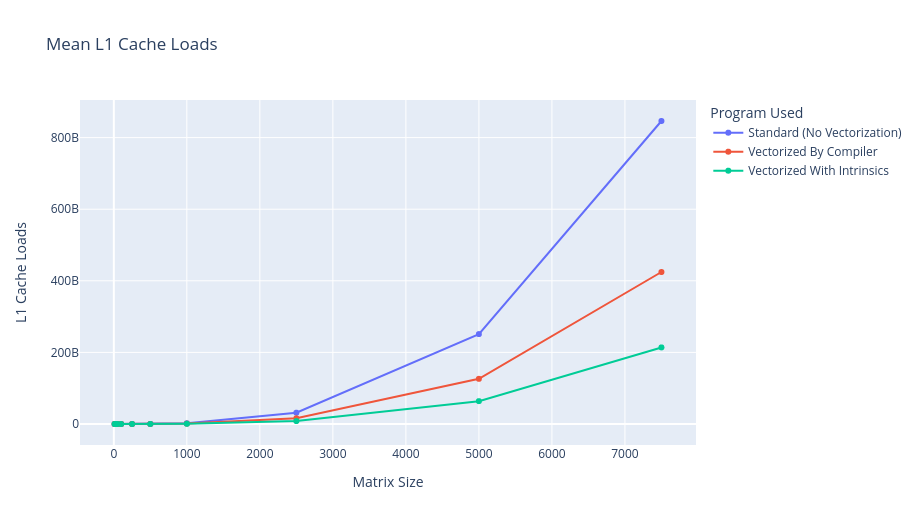 Mean L1 Cache Loads
Program Used
Standard (No Vectorization)
Vectorized By Compiler
Vectorized With Intrinsics
L1 Cache Loads
800B
600B
400B
200B
0
0 1000 2000 3000 4000 5000 6000 7000
Matrix Size